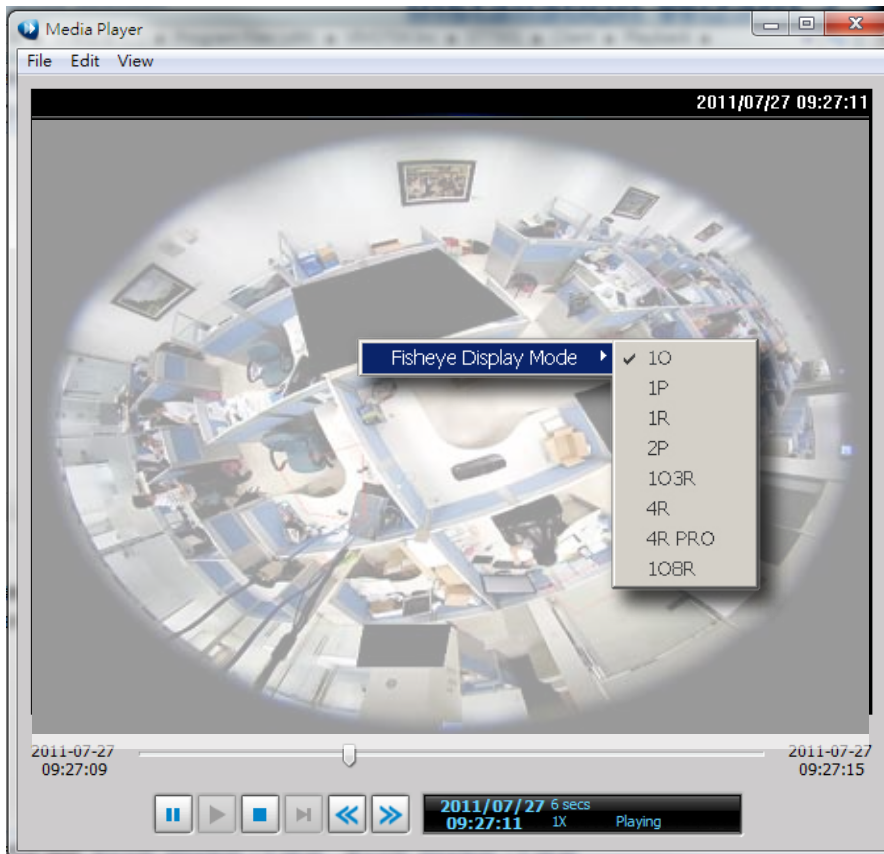 Media Player
File Edit View
2011/07/27 09:27:11
Fisheye Display Mode
1O
1P
1R
2P
1O3R
4R
4R PRO
1O8R
2011-07-27
09:27:09
2011-07-27
09:27:15
2011/07/27 6 secs
09:27:11 1X Playing